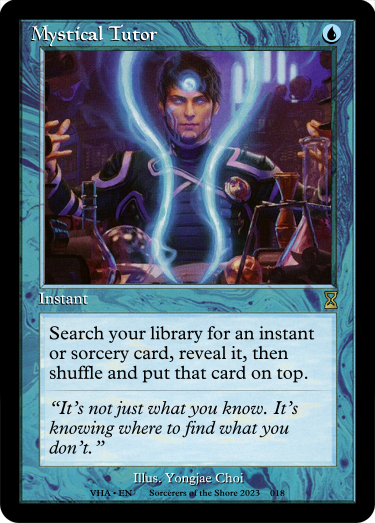 Mystical Tutor
Instant
Search your library for an instant
or sorcery card, reveal it, then
shuffle and put that card on top.
“It's not just what you know. It's
knowing where to find what you
don't.”
Illus. Yongjae Choi
VHA • EN Sorcerers of the Shore 2023 018